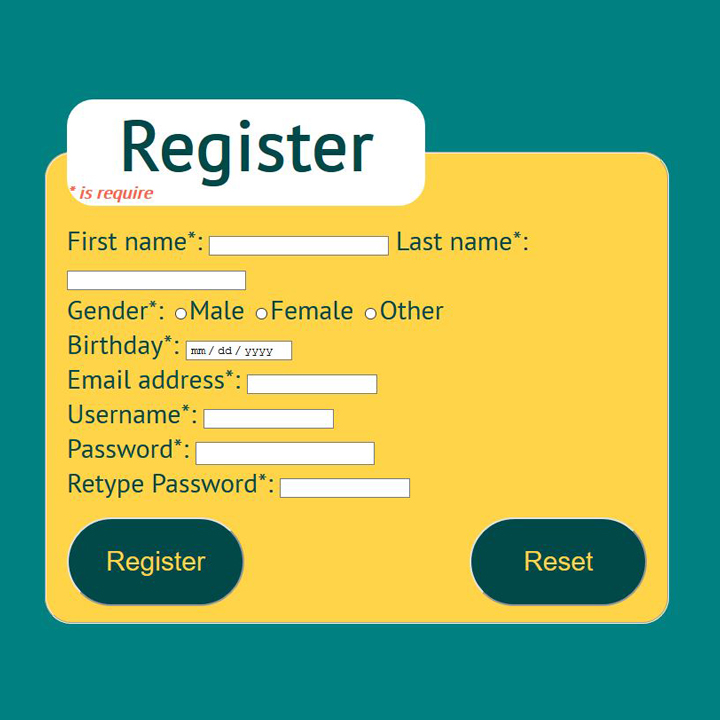 Register
* is require
First name*: Last name*:
Gender*: Male Female Other
Birthday*: mm / dd / yyyy
Email address*:
Username*:
Password*:
Retype Password*:
Register Reset